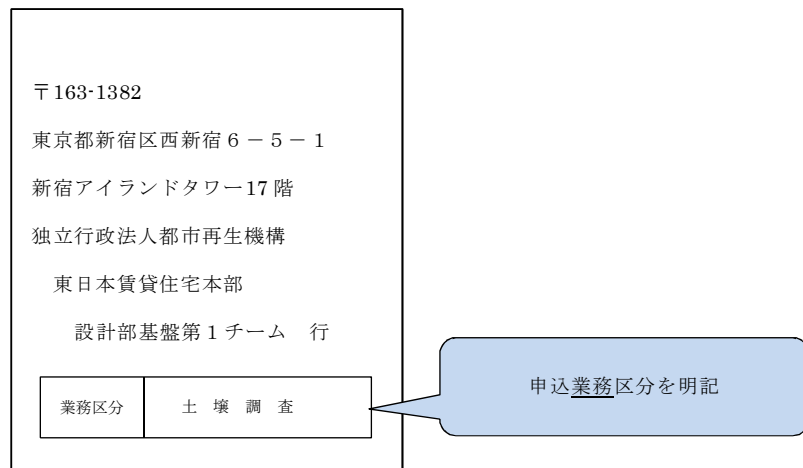 〒163-1382
東京都新宿区西新宿６－５－１
新宿アイランドタワー17 階
独立行政法人都市再生機構
東日本賃貸住宅本部
設計部基盤第１チーム　行
業務区分　土　壌　調　査
申込業務区分を明記